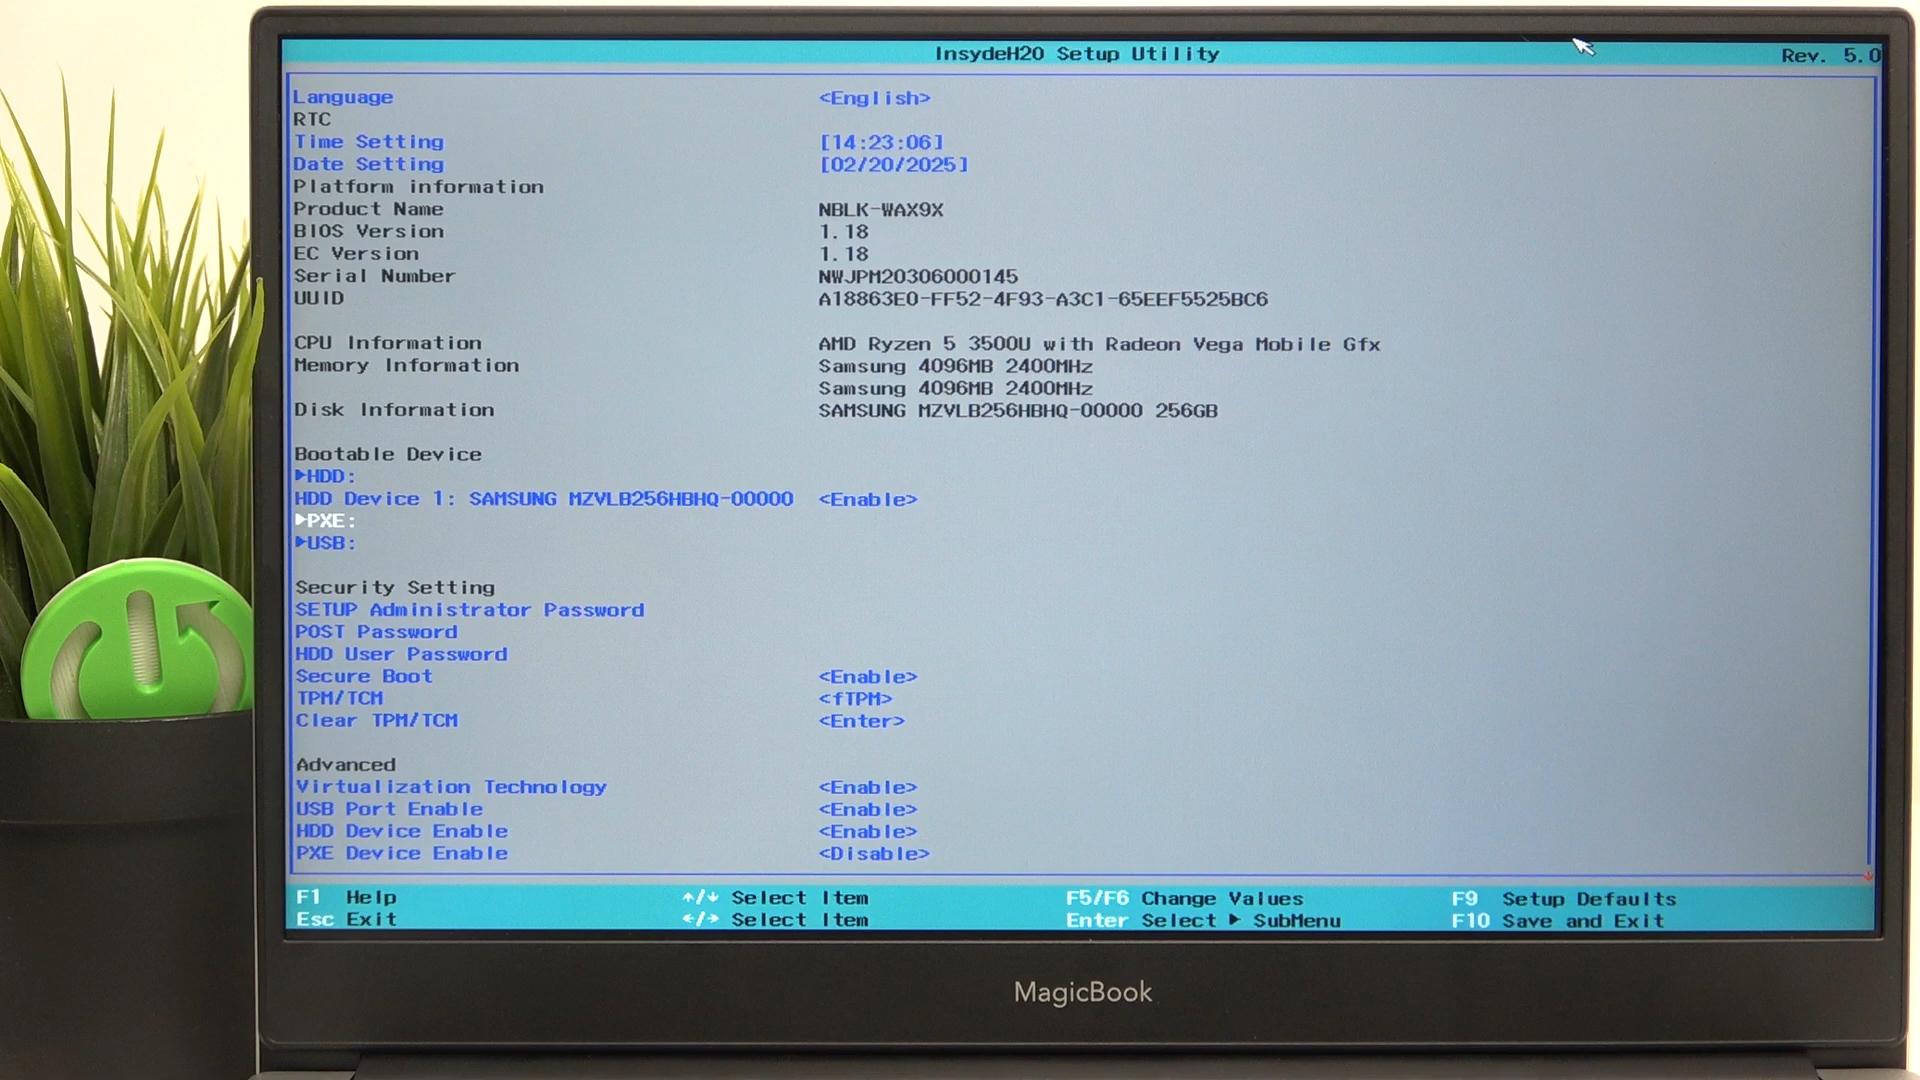 InsydeH2O Setup Utility Rev. 5.0
Language <English>
RTC
Time Setting [14:23:06]
Date Setting [02/20/2025]
Platform information
Product Name NBLK-WAX9X
BIOS Version 1.18
EC Version 1.18
Serial Number NWJPM20306000145
UUID A18863E0-FF52-4F93-A3C1-65EEF5525BC6
CPU Information AMD Ryzen 5 3500U with Radeon Vega Mobile Gfx
Memory Information Samsung 4096MB 2400MHz
Samsung 4096MB 2400MHz
Disk Information SAMSUNG MZVLB256HBHQ-00000 256GB
Bootable Device
►HDD:
HDD Device 1: SAMSUNG MZVLB256HBHQ-00000 <Enable>
►PXE:
►USB:
Security Setting
SETUP Administrator Password
POST Password
HDD User Password
Secure Boot <Enable>
TPM/TCM <fTPM>
Clear TPM/TCM <Enter>
Advanced
Virtualization Technology <Enable>
USB Port Enable <Enable>
HDD Device Enable <Enable>
PXE Device Enable <Disable>
F1 Help ↑/↓ Select Item F5/F6 Change Values F9 Setup Defaults
Esc Exit ←/→ Select Item Enter Select ► SubMenu F10 Save and Exit
MagicBook